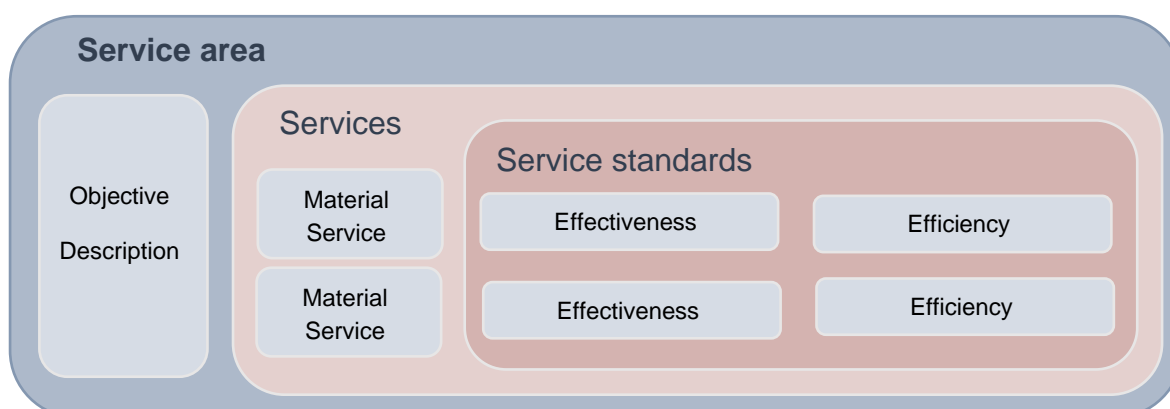 Service area
Objective
Description
Services
Material
Service
Material
Service
Service standards
Effectiveness
Efficiency
Effectiveness
Efficiency